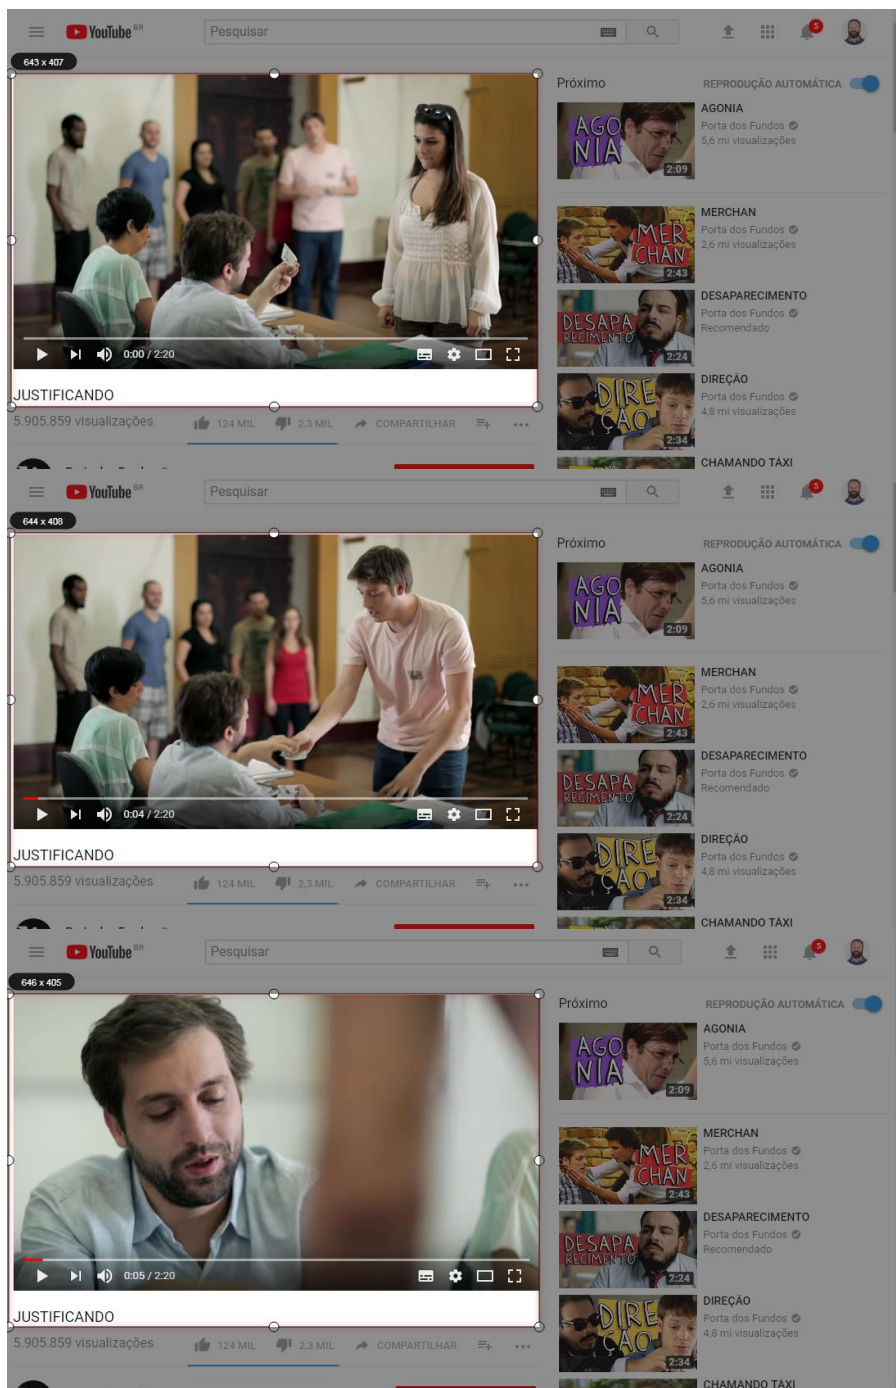 YouTube BR
Pesquisar
5
643 x 407
Próximo
REPRODUÇÃO AUTOMÁTICA
AGO
NIA
2:09
AGONIA
Porta dos Fundos
5,6 mi visualizações
MER
CHAN
2:43
MERCHAN
Porta dos Fundos
2,6 mi visualizações
DESAPA
RECIMENTO
2:24
DESAPARECIMENTO
Porta dos Fundos
Recomendado
DIRE
ÇÃO
2:34
DIREÇÃO
Porta dos Fundos
4,8 mi visualizações
CHAMANDO TÁXI
0:00 / 2:20
JUSTIFICANDO
5.905.859 visualizações
124 MIL
2,3 MIL
COMPARTILHAR
YouTube BR
Pesquisar
5
644 x 408
Próximo
REPRODUÇÃO AUTOMÁTICA
AGO
NIA
2:09
AGONIA
Porta dos Fundos
5,6 mi visualizações
MER
CHAN
2:43
MERCHAN
Porta dos Fundos
2,6 mi visualizações
DESAPA
RECIMENTO
2:24
DESAPARECIMENTO
Porta dos Fundos
Recomendado
DIRE
ÇÃO
2:34
DIREÇÃO
Porta dos Fundos
4,8 mi visualizações
CHAMANDO TÁXI
0:04 / 2:20
JUSTIFICANDO
5.905.859 visualizações
124 MIL
2,3 MIL
COMPARTILHAR
YouTube BR
Pesquisar
5
646 x 405
Próximo
REPRODUÇÃO AUTOMÁTICA
AGO
NIA
2:09
AGONIA
Porta dos Fundos
5,6 mi visualizações
MER
CHAN
2:43
MERCHAN
Porta dos Fundos
2,6 mi visualizações
DESAPA
RECIMENTO
2:24
DESAPARECIMENTO
Porta dos Fundos
Recomendado
DIRE
ÇÃO
2:34
DIREÇÃO
Porta dos Fundos
4,8 mi visualizações
CHAMANDO TÁXI
0:05 / 2:20
JUSTIFICANDO
5.905.859 visualizações
124 MIL
2,3 MIL
COMPARTILHAR